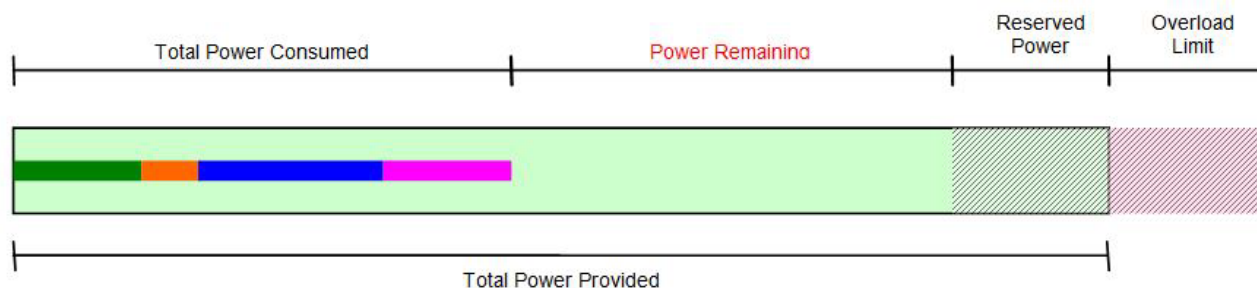 Total Power Consumed
Power Remaining
Reserved
Power
Overload
Limit
Total Power Provided